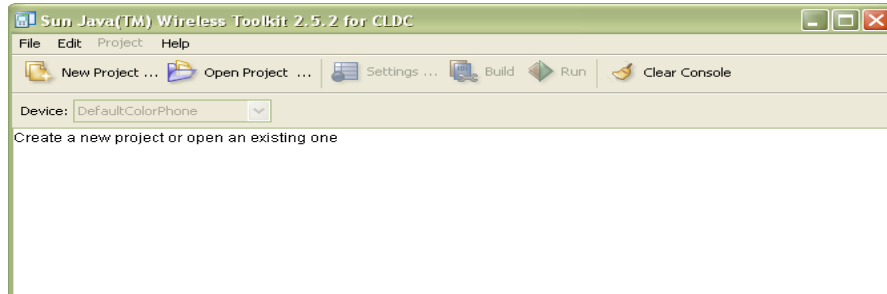 Sun Java(TM) Wireless Toolkit 2.5.2 for CLDC
File Edit Project Help
New Project ... Open Project ... Settings ... Build Run Clear Console
Device: DefaultColorPhone
Create a new project or open an existing one